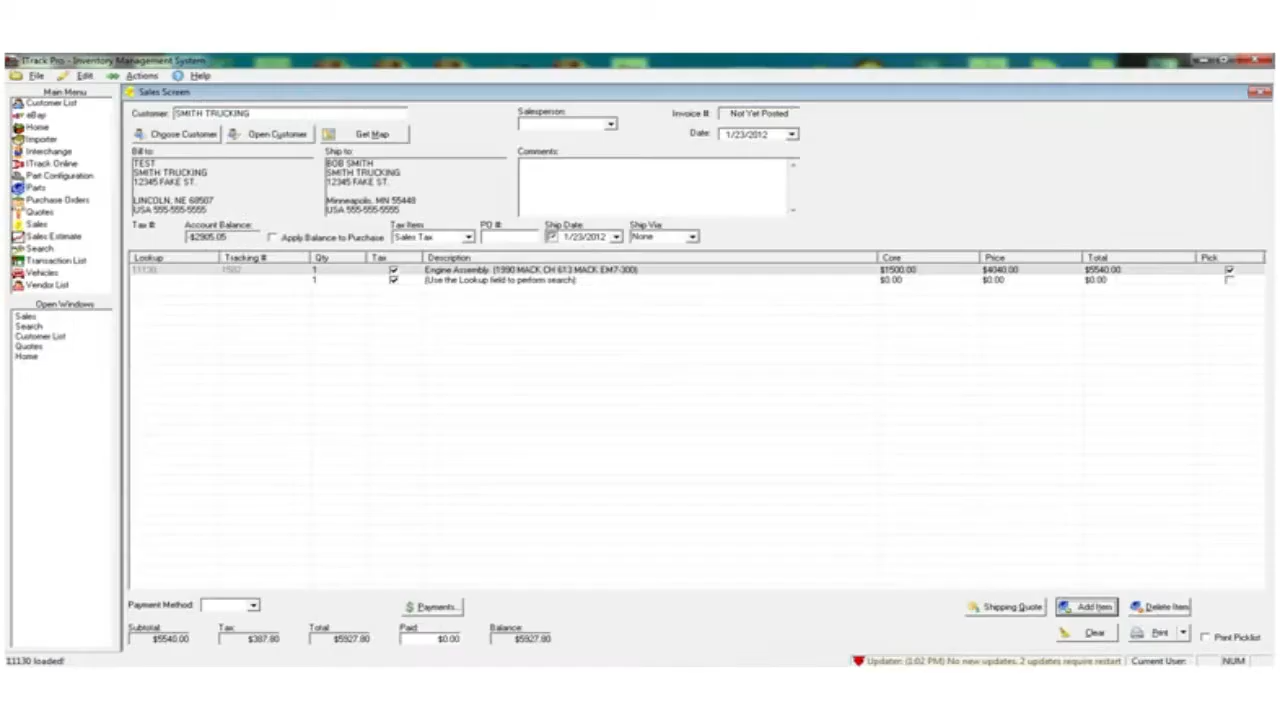 ITrack Pro - Inventory Management System
File Edit Actions Help
Main Menu
Customer List
eBay
Home
Importer
Interchange
ITrack Online
Part Configuration
Parts
Purchase Orders
Quotes
Sales
Sales Estimate
Search
Transaction List
Vehicles
Vendor List
Open Windows
Sales
Search
Customer List
Quotes
Home
Sales Screen
Customer: SMITH TRUCKING
Choose Customer Open Customer Get Map
Salesperson:
Invoice #: Not Yet Posted
Date: 1/23/2012
Bill to:
TEST
SMITH TRUCKING
12345 FAKE ST.
LINCOLN, NE 68507
USA 555-555-5555
Ship to:
BOB SMITH
SMITH TRUCKING
12345 FAKE ST.
Minneapolis, MN 55448
USA 555-555-5555
Comments:
Tax #: Account Balance: Tax Item PO #: Ship Date: Ship Via:
-$2905.05 Apply Balance to Purchase Sales Tax 1/23/2012 None
Lookup Tracking # Qty Tax Description Core Price Total Pick
11130 1582 1 Engine Assembly (1990 MACK CH 613 MACK EM7-300) $1500.00 $4040.00 $5540.00
1 (Use the Lookup field to perform search) $0.00 $0.00 $0.00
Payment Method: Payments... Shipping Quote Add Item Delete Item
Subtotal: Tax: Total: Paid: Balance:
$5540.00 $387.80 $5927.80 $0.00 $5927.80
Clear Print Print Picklist
11130 loaded! Updater: (1:02 PM) No new updates. 2 updates require restart Current User: NUM